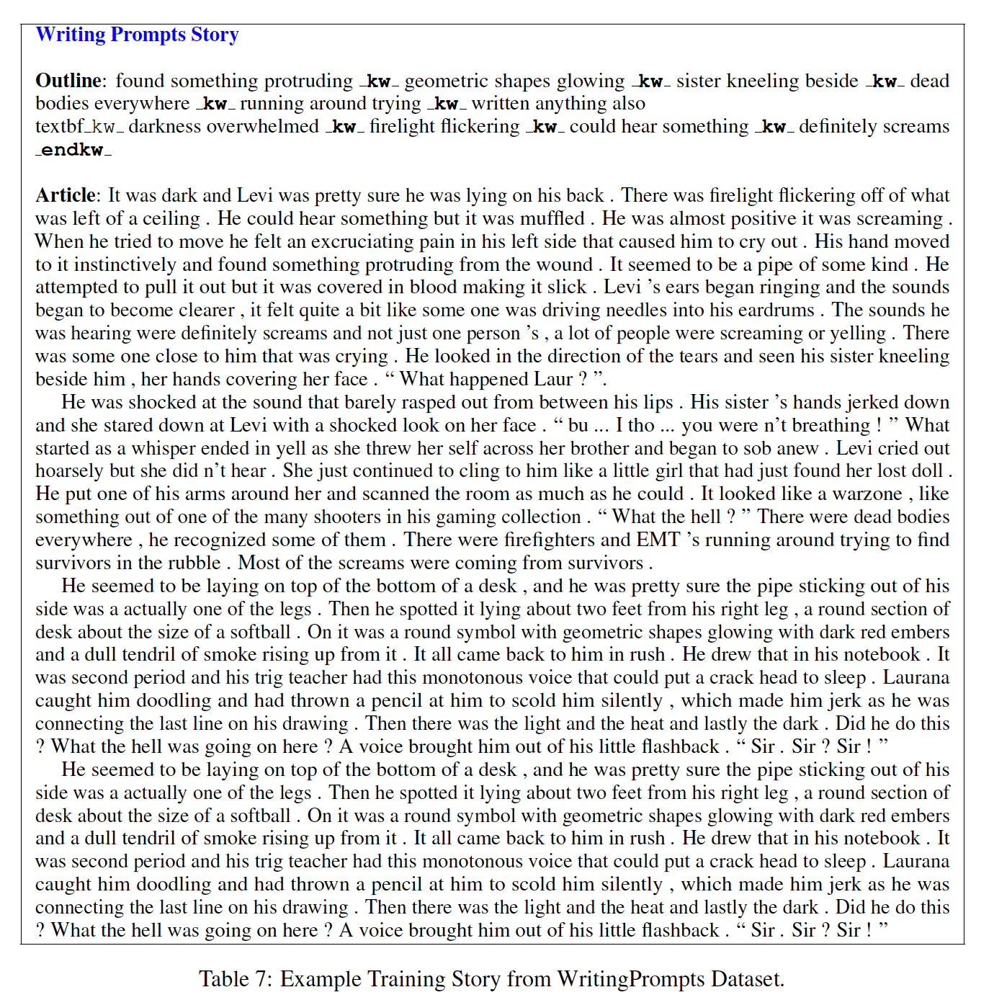 Writing Prompts Story
Outline: found something protruding _kw_ geometric shapes glowing _kw_ sister kneeling beside _kw_ dead
bodies everywhere _kw_ running around trying _kw_ written anything also
textbf_kw_ darkness overwhelmed _kw_ firelight flickering _kw_ could hear something _kw_ definitely screams
_endkw_
Article: It was dark and Levi was pretty sure he was lying on his back . There was firelight flickering off of what
was left of a ceiling . He could hear something but it was muffled . He was almost positive it was screaming .
When he tried to move he felt an excruciating pain in his left side that caused him to cry out . His hand moved
to it instinctively and found something protruding from the wound . It seemed to be a pipe of some kind . He
attempted to pull it out but it was covered in blood making it slick . Levi ’s ears began ringing and the sounds
began to become clearer , it felt quite a bit like some one was driving needles into his eardrums . The sounds he
was hearing were definitely screams and not just one person ’s , a lot of people were screaming or yelling . There
was some one close to him that was crying . He looked in the direction of the tears and seen his sister kneeling
beside him , her hands covering her face . “ What happened Laur ? ”.
He was shocked at the sound that barely rasped out from between his lips . His sister ’s hands jerked down
and she stared down at Levi with a shocked look on her face . “ bu ... I tho ... you were n’t breathing ! ” What
started as a whisper ended in yell as she threw her self across her brother and began to sob anew . Levi cried out
hoarsely but she did n’t hear . She just continued to cling to him like a little girl that had just found her lost doll .
He put one of his arms around her and scanned the room as much as he could . It looked like a warzone , like
something out of one of the many shooters in his gaming collection . “ What the hell ? ” There were dead bodies
everywhere , he recognized some of them . There were firefighters and EMT ’s running around trying to find
survivors in the rubble . Most of the screams were coming from survivors .
He seemed to be laying on top of the bottom of a desk , and he was pretty sure the pipe sticking out of his
side was a actually one of the legs . Then he spotted it lying about two feet from his right leg , a round section of
desk about the size of a softball . On it was a round symbol with geometric shapes glowing with dark red embers
and a dull tendril of smoke rising up from it . It all came back to him in rush . He drew that in his notebook . It
was second period and his trig teacher had this monotonous voice that could put a crack head to sleep . Laurana
caught him doodling and had thrown a pencil at him to scold him silently , which made him jerk as he was
connecting the last line on his drawing . Then there was the light and the heat and lastly the dark . Did he do this
? What the hell was going on here ? A voice brought him out of his little flashback . “ Sir . Sir ? Sir ! ”
He seemed to be laying on top of the bottom of a desk , and he was pretty sure the pipe sticking out of his
side was a actually one of the legs . Then he spotted it lying about two feet from his right leg , a round section of
desk about the size of a softball . On it was a round symbol with geometric shapes glowing with dark red embers
and a dull tendril of smoke rising up from it . It all came back to him in rush . He drew that in his notebook . It
was second period and his trig teacher had this monotonous voice that could put a crack head to sleep . Laurana
caught him doodling and had thrown a pencil at him to scold him silently , which made him jerk as he was
connecting the last line on his drawing . Then there was the light and the heat and lastly the dark . Did he do this
? What the hell was going on here ? A voice brought him out of his little flashback . “ Sir . Sir ? Sir ! ”
Table 7: Example Training Story from WritingPrompts Dataset.